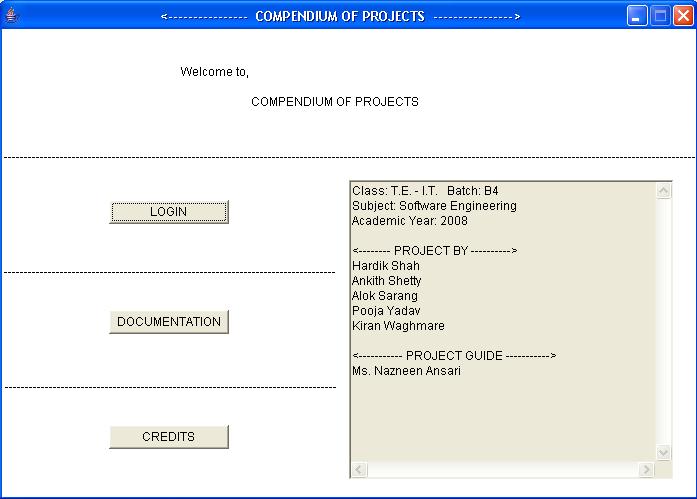 <---------------- COMPENDIUM OF PROJECTS ---------------->
Welcome to,
COMPENDIUM OF PROJECTS
LOGIN
DOCUMENTATION
CREDITS
Class: T.E. - I.T. Batch: B4
Subject: Software Engineering
Academic Year: 2008
<-------- PROJECT BY ---------->
Hardik Shah
Ankith Shetty
Alok Sarang
Pooja Yadav
Kiran Waghmare
<----------- PROJECT GUIDE ----------->
Ms. Nazneen Ansari